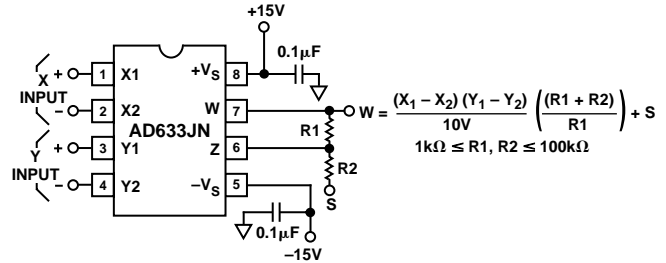 +15V
0.1µF
X
INPUT
+
1 X1
+VS 8
–
2 X2
W 7
AD633JN
Y
INPUT
+
3 Y1
Z 6
–
4 Y2
–VS 5
R1
R2
S
0.1µF
–15V
W = (X1 – X2) (Y1 – Y2) / 10V ((R1 + R2) / R1) + S
1kΩ ≤ R1, R2 ≤ 100kΩ